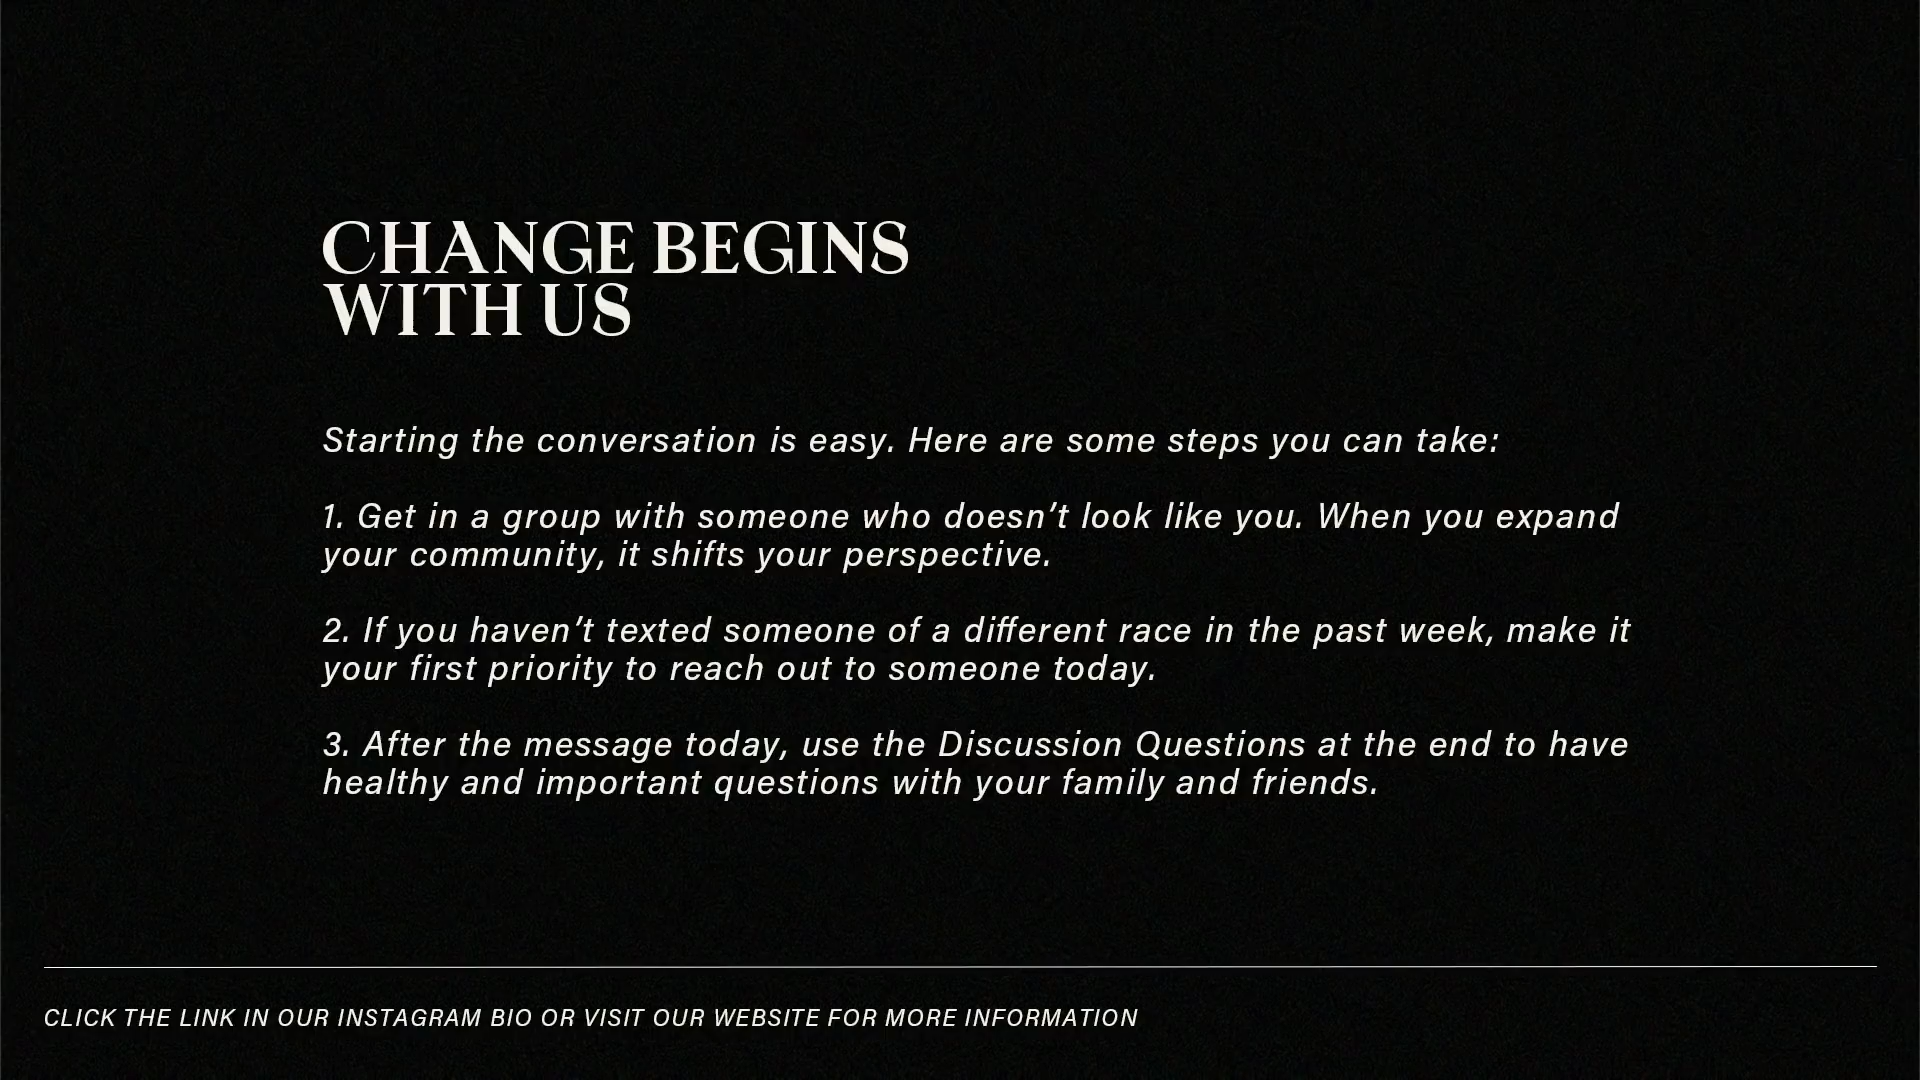 CHANGE BEGINS
WITH US
Starting the conversation is easy. Here are some steps you can take:
1. Get in a group with someone who doesn’t look like you. When you expand
your community, it shifts your perspective.
2. If you haven’t texted someone of a different race in the past week, make it
your first priority to reach out to someone today.
3. After the message today, use the Discussion Questions at the end to have
healthy and important questions with your family and friends.
CLICK THE LINK IN OUR INSTAGRAM BIO OR VISIT OUR WEBSITE FOR MORE INFORMATION